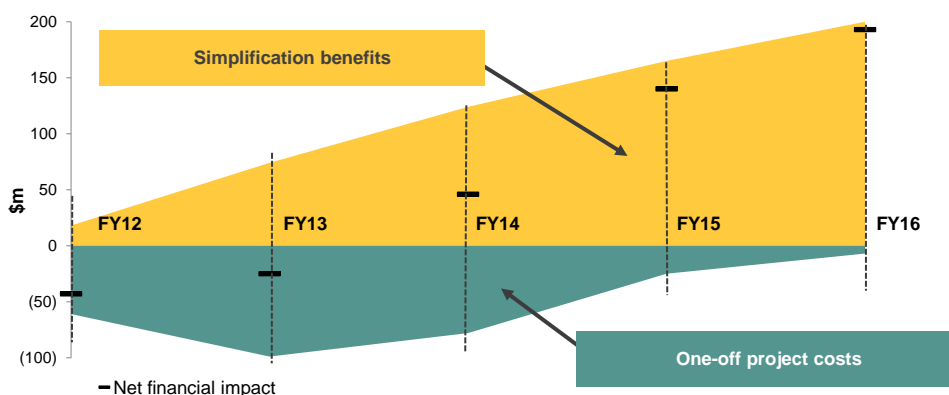 200
Simplification benefits
150
100
50
$m
FY12 FY13 FY14 FY15 FY16
0
(50)
(100)
One-off project costs
Net financial impact